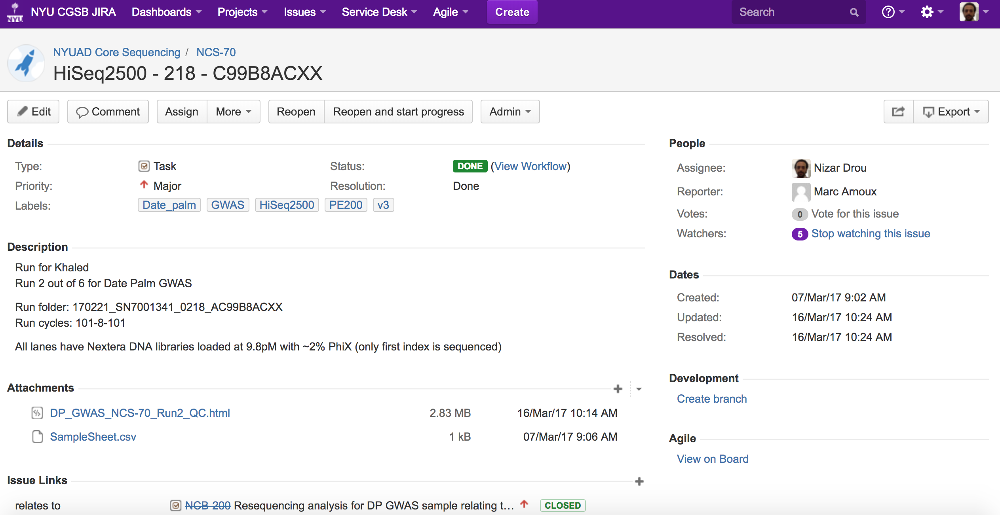 NYU NYU CGSB JIRA Dashboards Projects Issues Service Desk Agile Create Search
NYUAD Core Sequencing / NCS-70
HiSeq2500 - 218 - C99B8ACXX
Edit Comment Assign More Reopen Reopen and start progress Admin Export
Details
Type: Task Status: DONE (View Workflow)
Priority: Major Resolution: Done
Labels: Date_palm GWAS HiSeq2500 PE200 v3
Description
Run for Khaled
Run 2 out of 6 for Date Palm GWAS
Run folder: 170221_SN7001341_0218_AC99B8ACXX
Run cycles: 101-8-101
All lanes have Nextera DNA libraries loaded at 9.8pM with ~2% PhiX (only first index is sequenced)
Attachments
DP_GWAS_NCS-70_Run2_QC.html 2.83 MB 16/Mar/17 10:14 AM
SampleSheet.csv 1 kB 07/Mar/17 9:06 AM
Issue Links
relates to NCB-200 Resequencing analysis for DP GWAS sample relating t... CLOSED
People
Assignee: Nizar Drou
Reporter: Marc Arnoux
Votes: 0 Vote for this issue
Watchers: 5 Stop watching this issue
Dates
Created: 07/Mar/17 9:02 AM
Updated: 16/Mar/17 10:24 AM
Resolved: 16/Mar/17 10:24 AM
Development
Create branch
Agile
View on Board